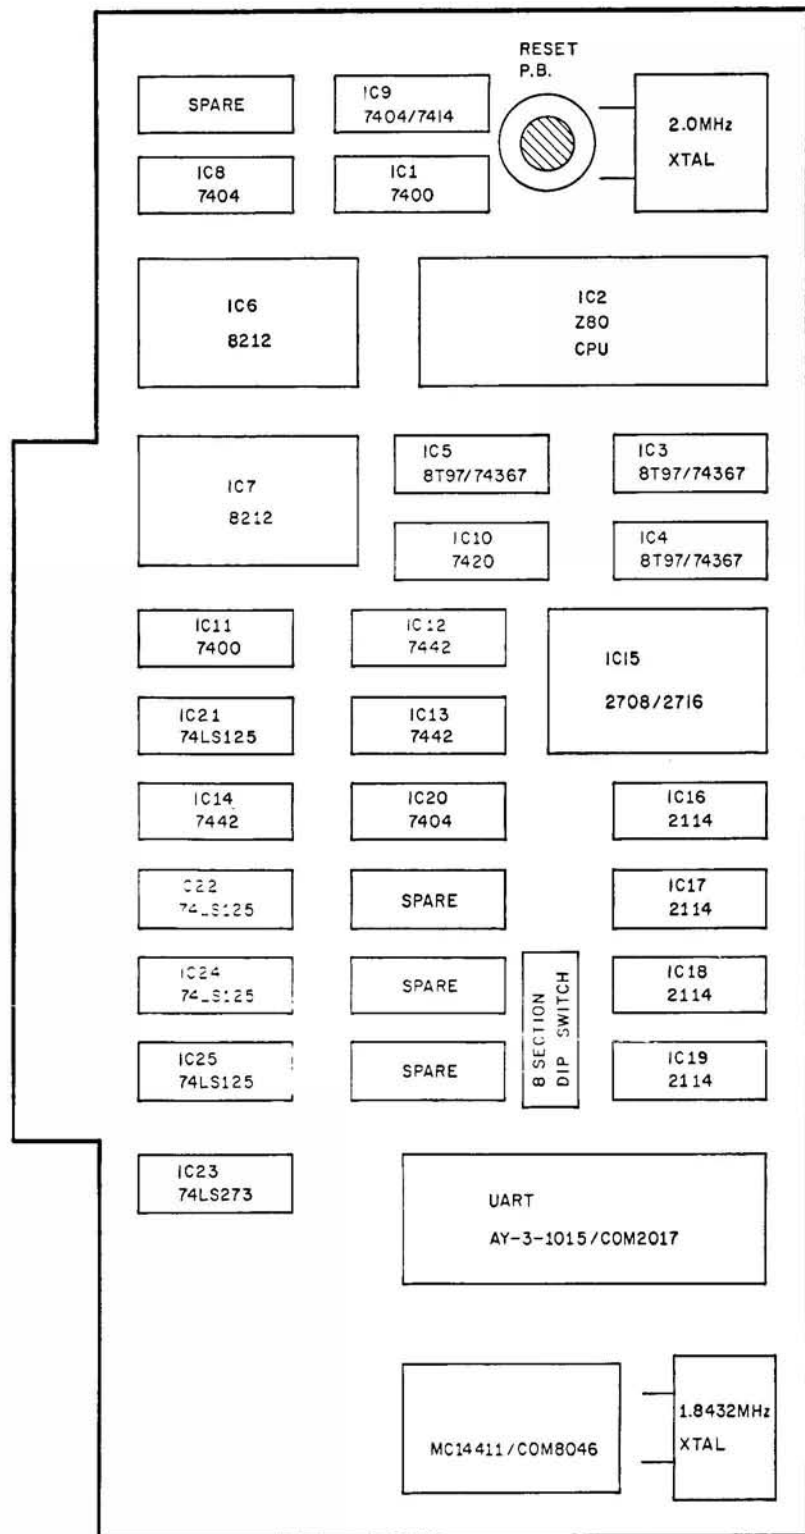 RESET
P.B.
SPARE
IC9
7404/7414
2.0MHz
XTAL
IC8
7404
IC1
7400
IC6
8212
IC2
Z80
CPU
IC7
8212
IC5
8T97/74367
IC3
8T97/74367
IC10
7420
IC4
8T97/74367
IC11
7400
IC12
7442
IC15
2708/2716
IC21
74LS125
IC13
7442
IC14
7442
IC20
7404
IC16
2114
IC22
74LS125
SPARE
IC17
2114
IC24
74LS125
SPARE
8 SECTION
DIP SWITCH
IC18
2114
IC25
74LS125
SPARE
IC19
2114
IC23
74LS273
UART
AY-3-1015/COM2017
MC14411/COM8046
1.8432MHz
XTAL